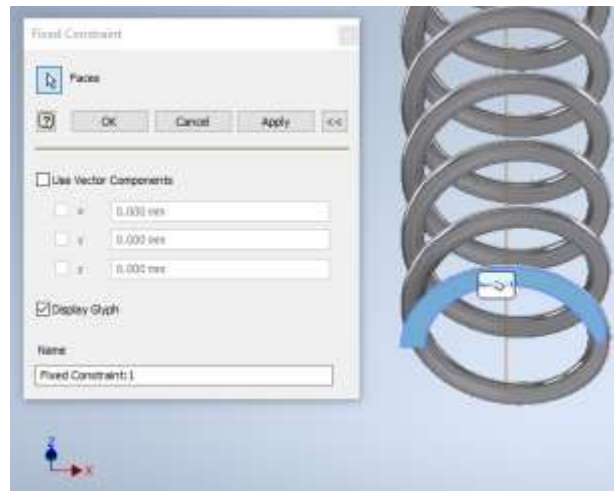 Fixed Constraint
Faces
OK Cancel Apply <<
Use Vector Components
x 0.000 mm
y 0.000 mm
z 0.000 mm
Display Glyph
Name
Fixed Constraint:1
Z
X